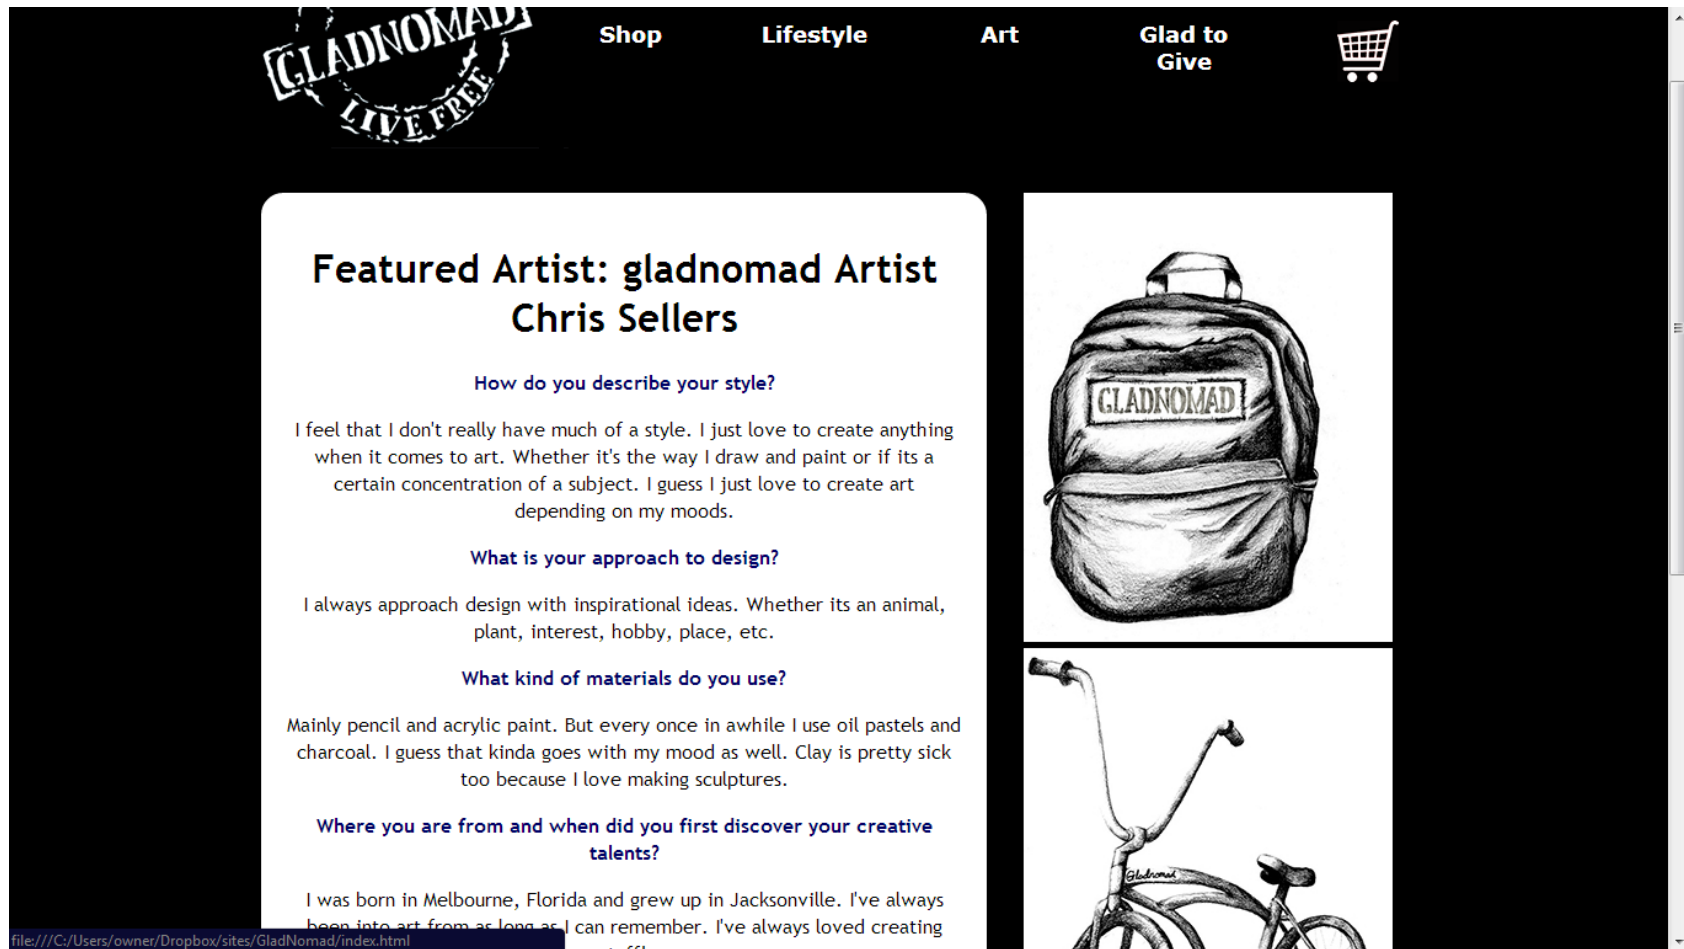 GLADNOMAD
LIVE FREE
Shop
Lifestyle
Art
Glad to
Give
Featured Artist: gladnomad Artist
Chris Sellers
How do you describe your style?
I feel that I don't really have much of a style. I just love to create anything
when it comes to art. Whether it's the way I draw and paint or if its a
certain concentration of a subject. I guess I just love to create art
depending on my moods.
What is your approach to design?
I always approach design with inspirational ideas. Whether its an animal,
plant, interest, hobby, place, etc.
What kind of materials do you use?
Mainly pencil and acrylic paint. But every once in awhile I use oil pastels and
charcoal. I guess that kinda goes with my mood as well. Clay is pretty sick
too because I love making sculptures.
Where you are from and when did you first discover your creative
talents?
I was born in Melbourne, Florida and grew up in Jacksonville. I've always
been into art from as long as I can remember. I've always loved creating
GLADNOMAD
Gladnomad
file:///C:/Users/owner/Dropbox/sites/GladNomad/index.html